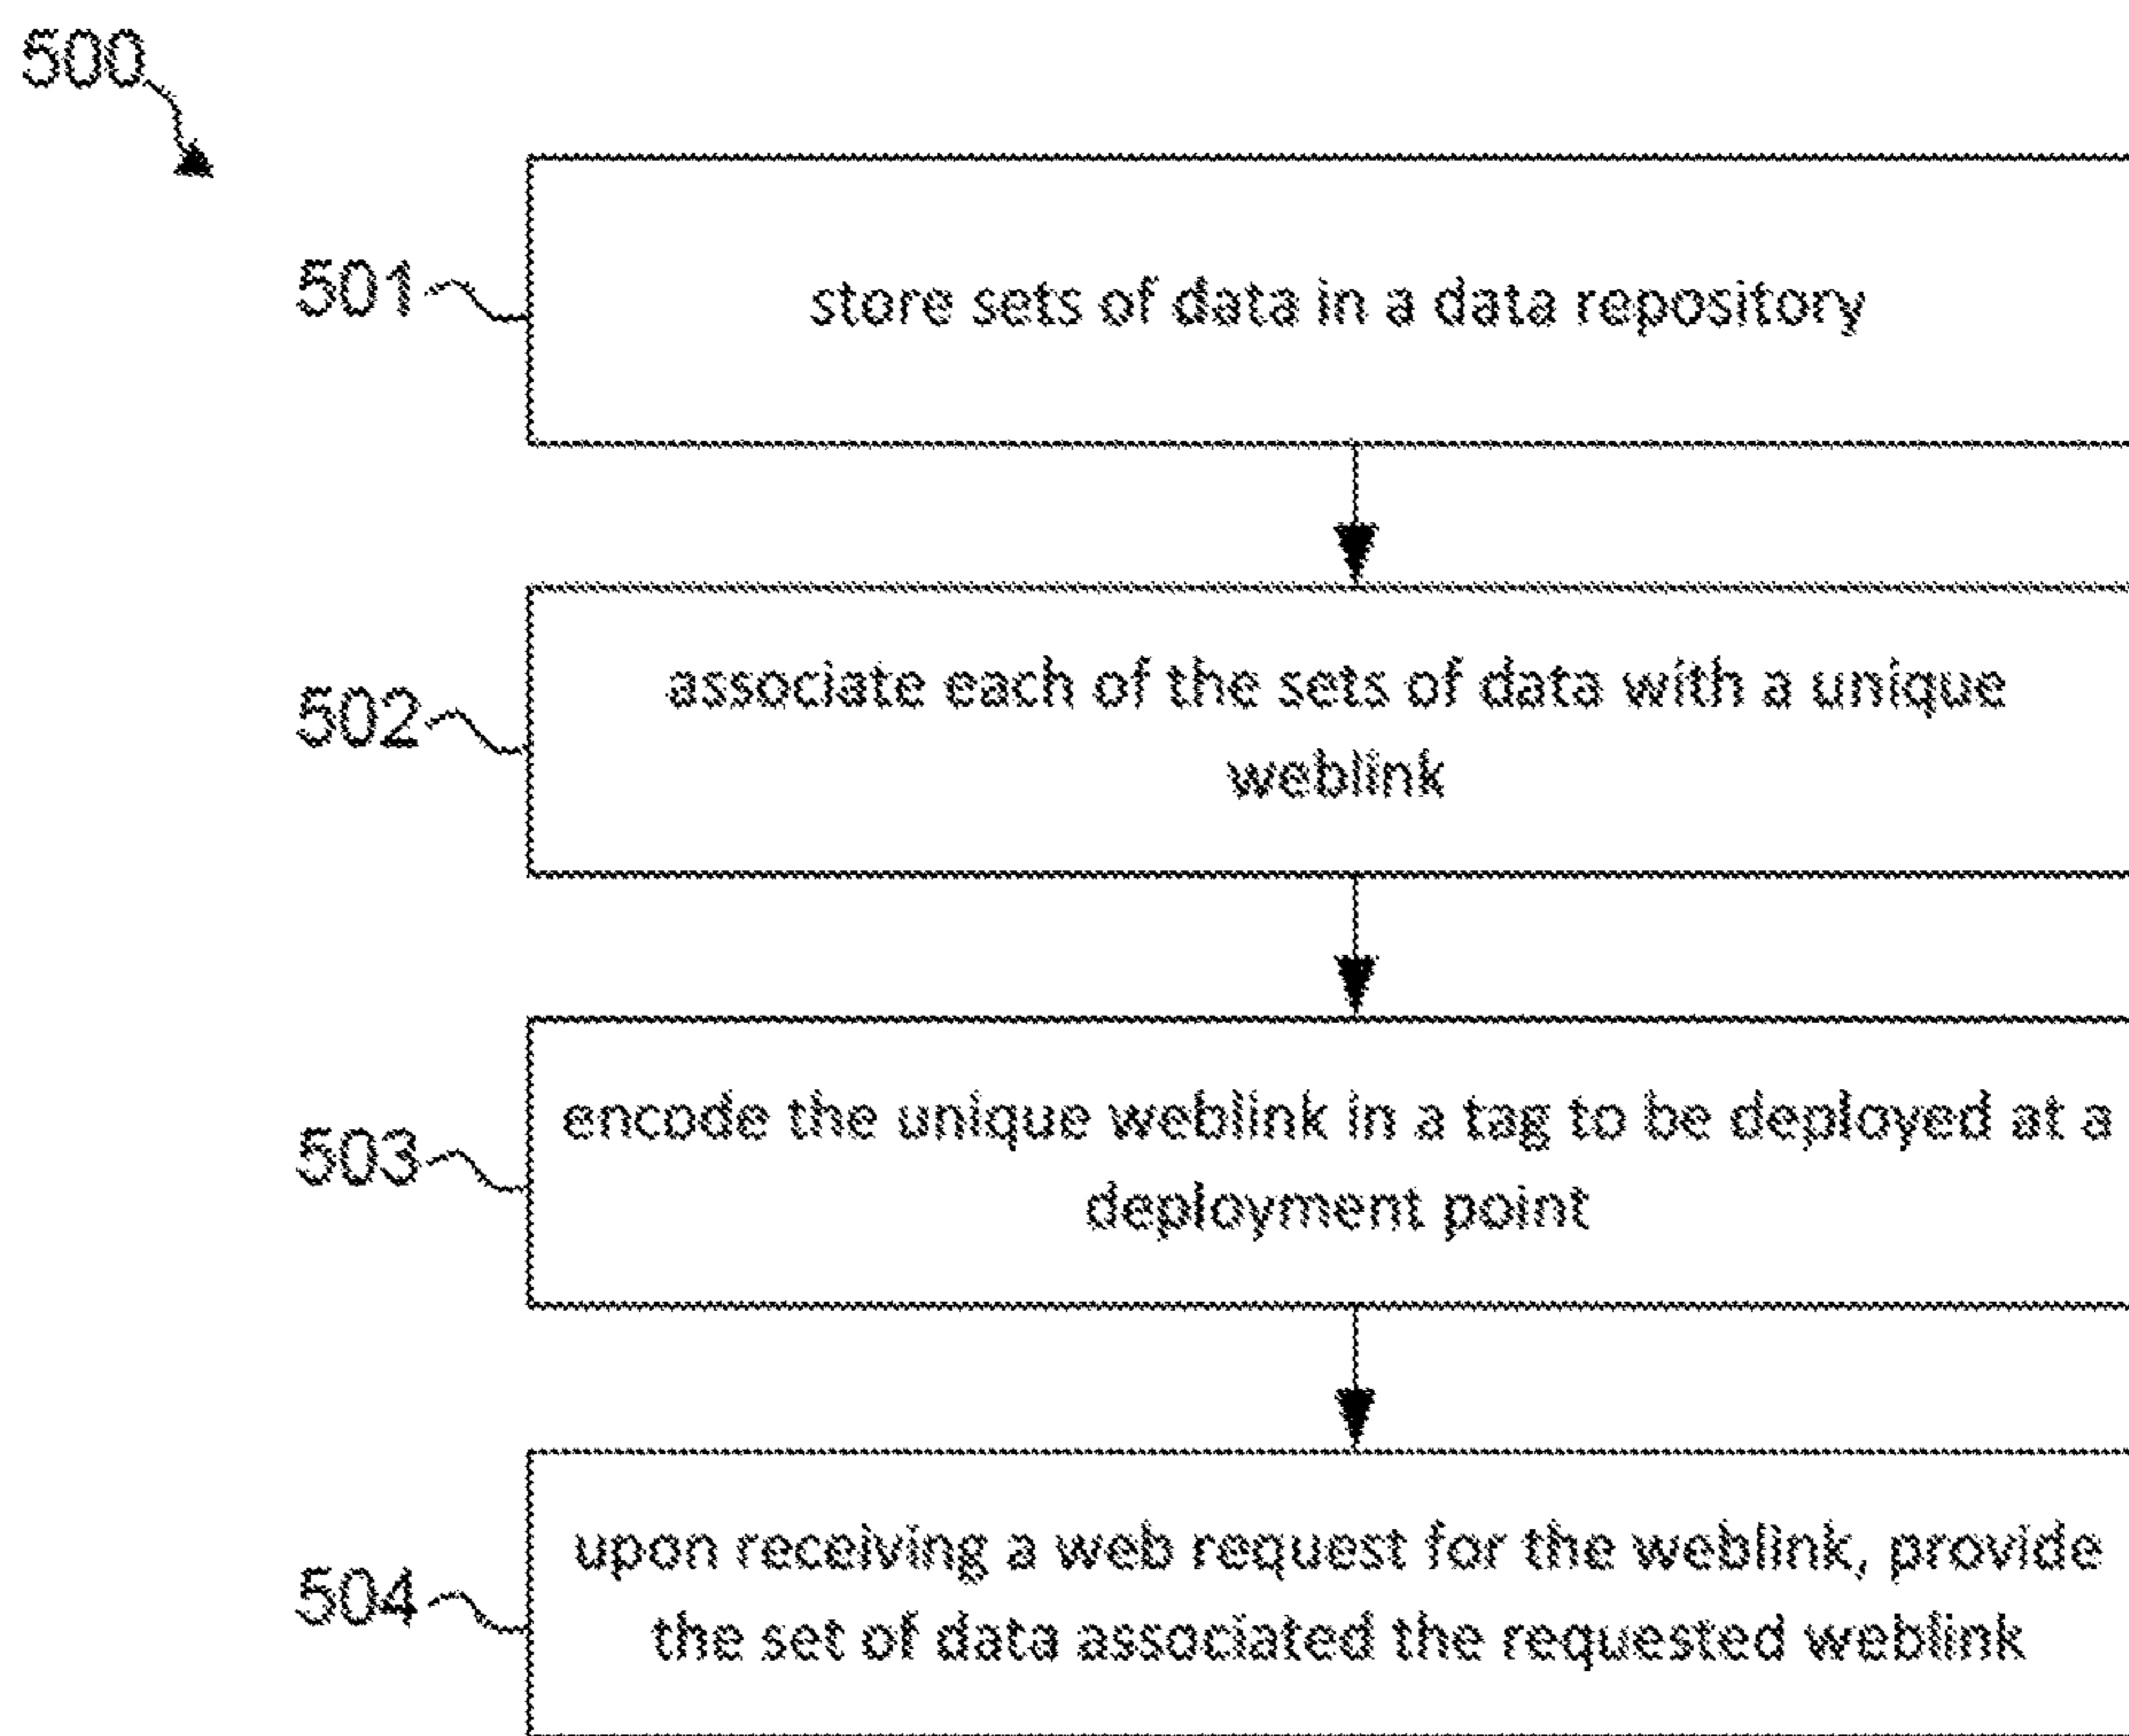 500
501
store sets of data in a data repository
502
associate each of the sets of data with a unique
weblink
503
encode the unique weblink in a tag to be deployed at a
deployment point
504
upon receiving a web request for the weblink, provide
the set of data associated the requested weblink